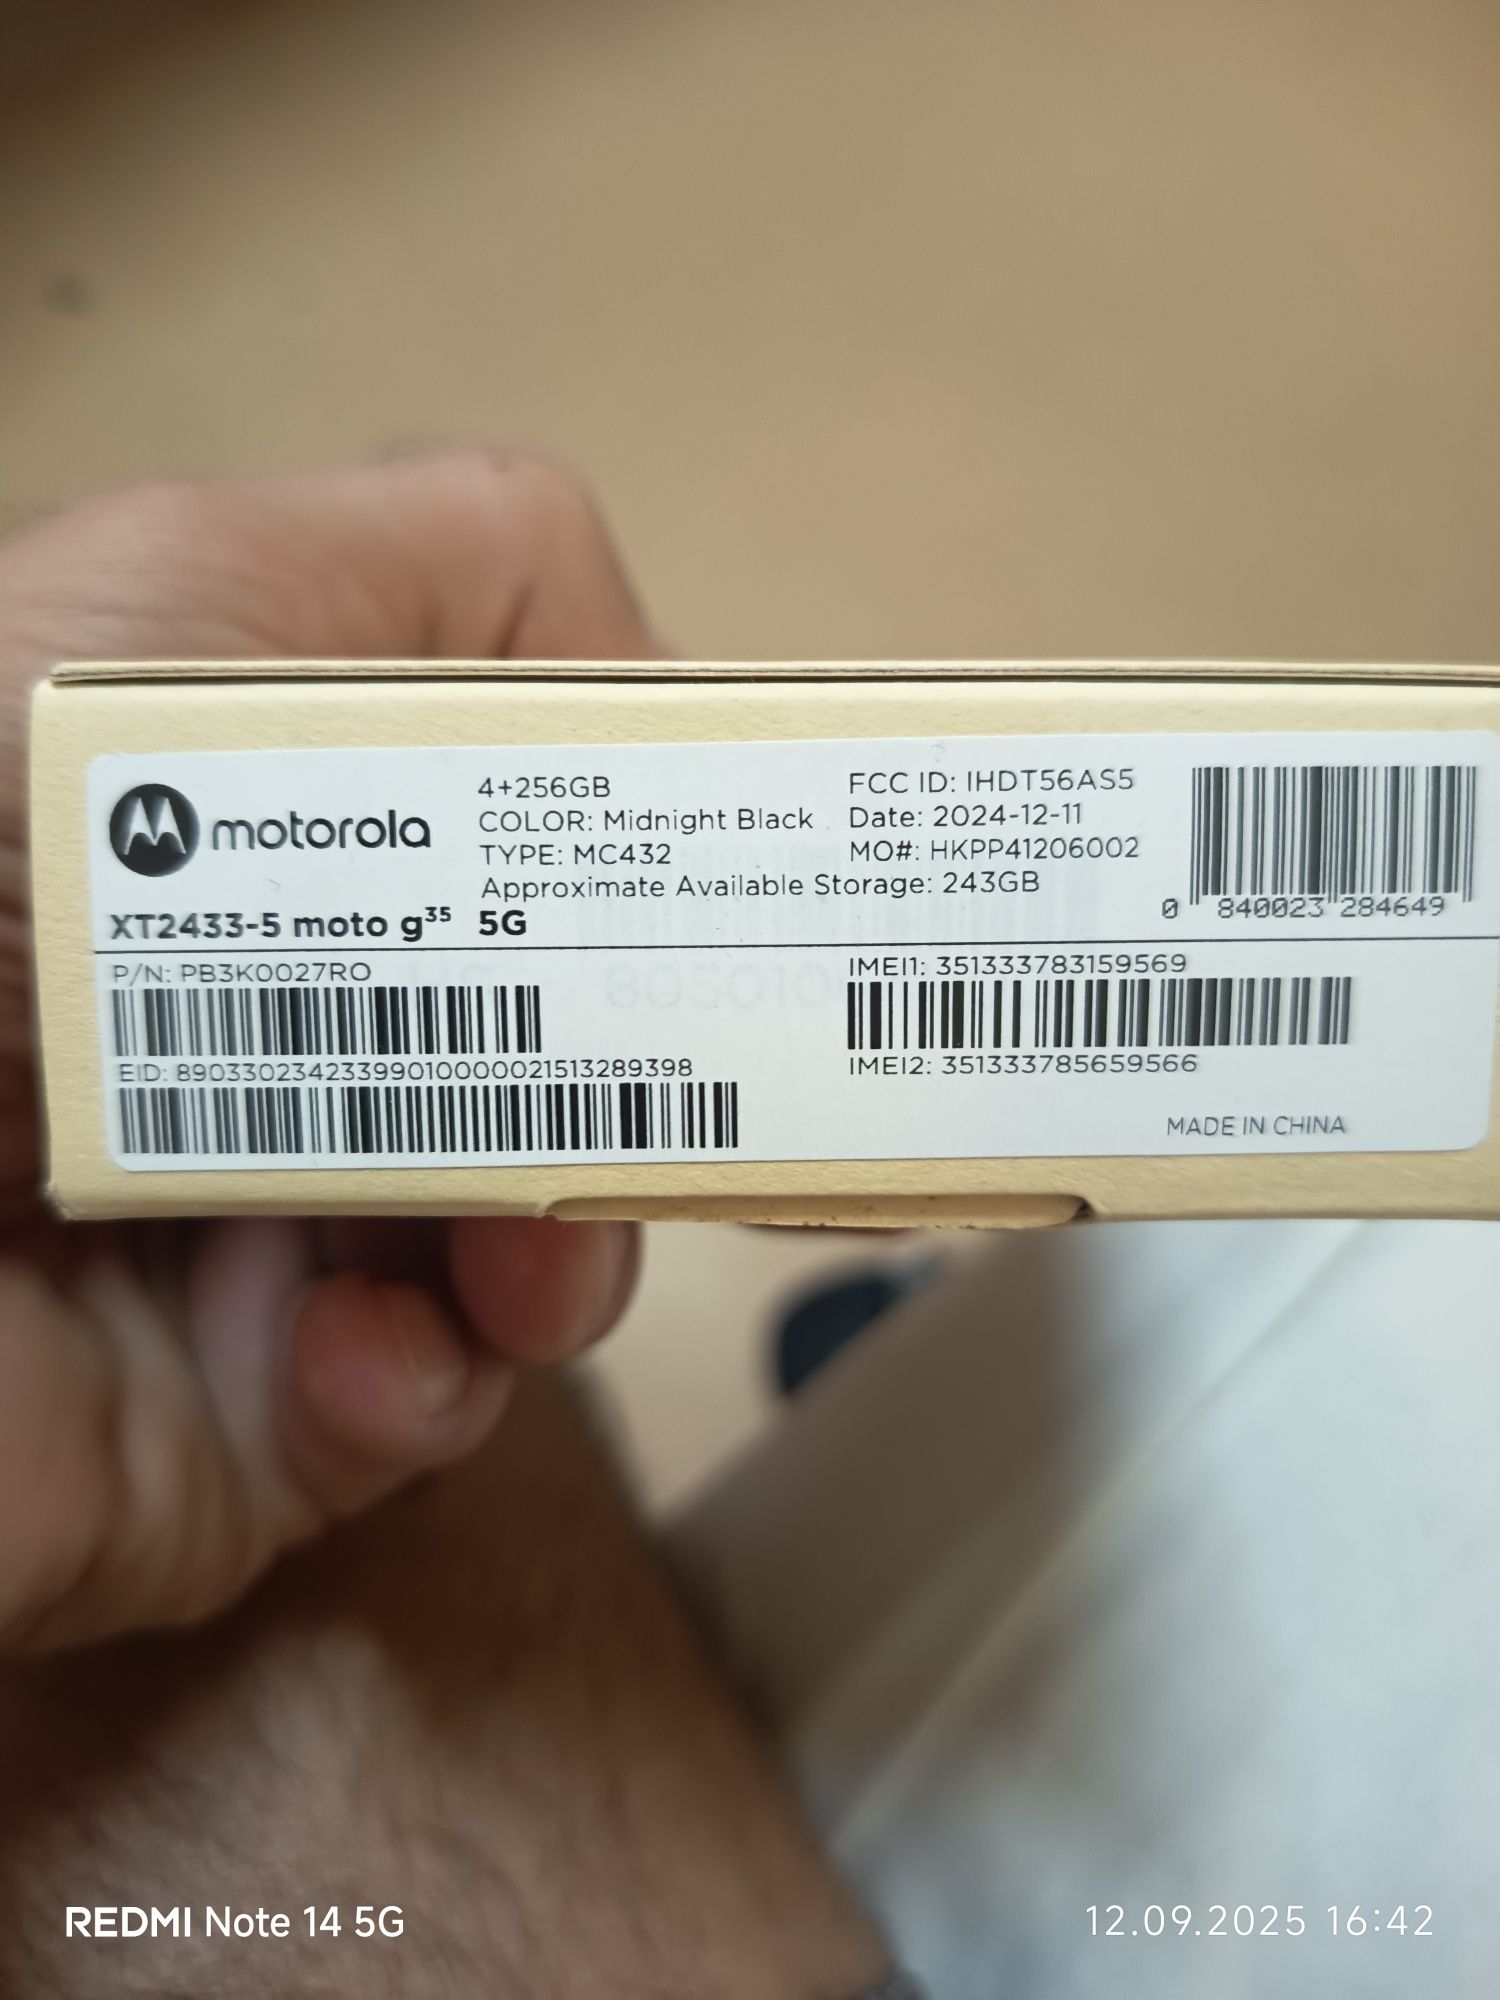 motorola
4+256GB
COLOR: Midnight Black
TYPE: MC432
Approximate Available Storage: 243GB
XT2433-5 moto g35 5G
FCC ID: IHDT56AS5
Date: 2024-12-11
MO#: HKPP41206002
0 840023 284649
P/N: PB3K0027RO
EID: 89033023423399010000021513289398
IMEI1: 351333783159569
IMEI2: 351333785659566
MADE IN CHINA
REDMI Note 14 5G
12.09.2025 16:42